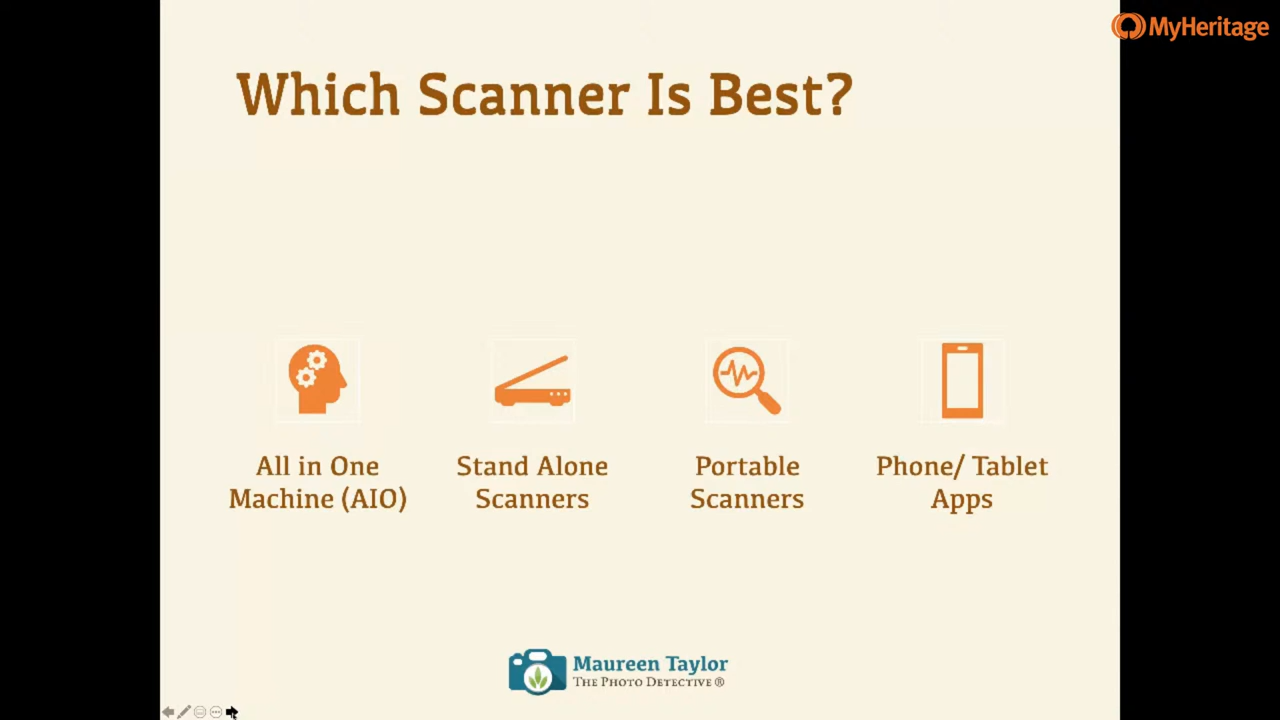 MyHeritage
Which Scanner Is Best?
All in One
Machine (AIO)
Stand Alone
Scanners
Portable
Scanners
Phone/ Tablet
Apps
Maureen Taylor
The Photo Detective ®